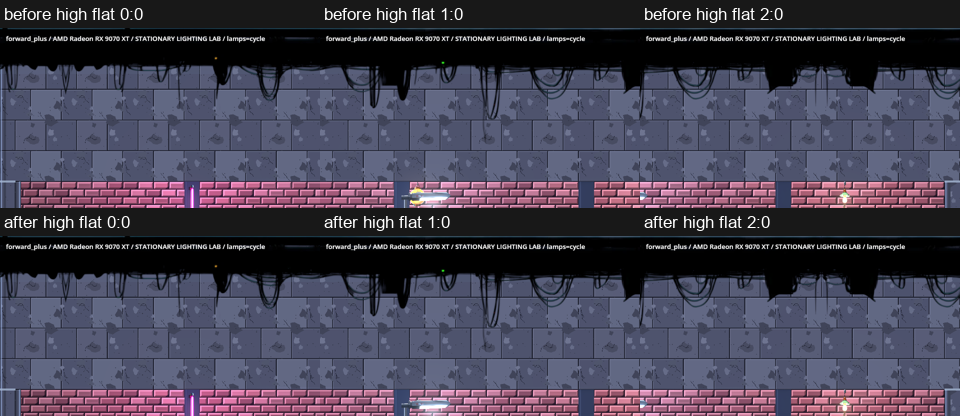 before high flat 0:0
before high flat 1:0
before high flat 2:0
forward_plus / AMD Radeon RX 9070 XT / STATIONARY LIGHTING LAB / lamps=cycle
forward_plus / AMD Radeon RX 9070 XT / STATIONARY LIGHTING LAB / lamps=cycle
forward_plus / AMD Radeon RX 9070 XT / STATIONARY LIGHTING LAB / lamps=cycle
after high flat 0:0
after high flat 1:0
after high flat 2:0
forward_plus / AMD Radeon RX 9070 XT / STATIONARY LIGHTING LAB / lamps=cycle
forward_plus / AMD Radeon RX 9070 XT / STATIONARY LIGHTING LAB / lamps=cycle
forward_plus / AMD Radeon RX 9070 XT / STATIONARY LIGHTING LAB / lamps=cycle